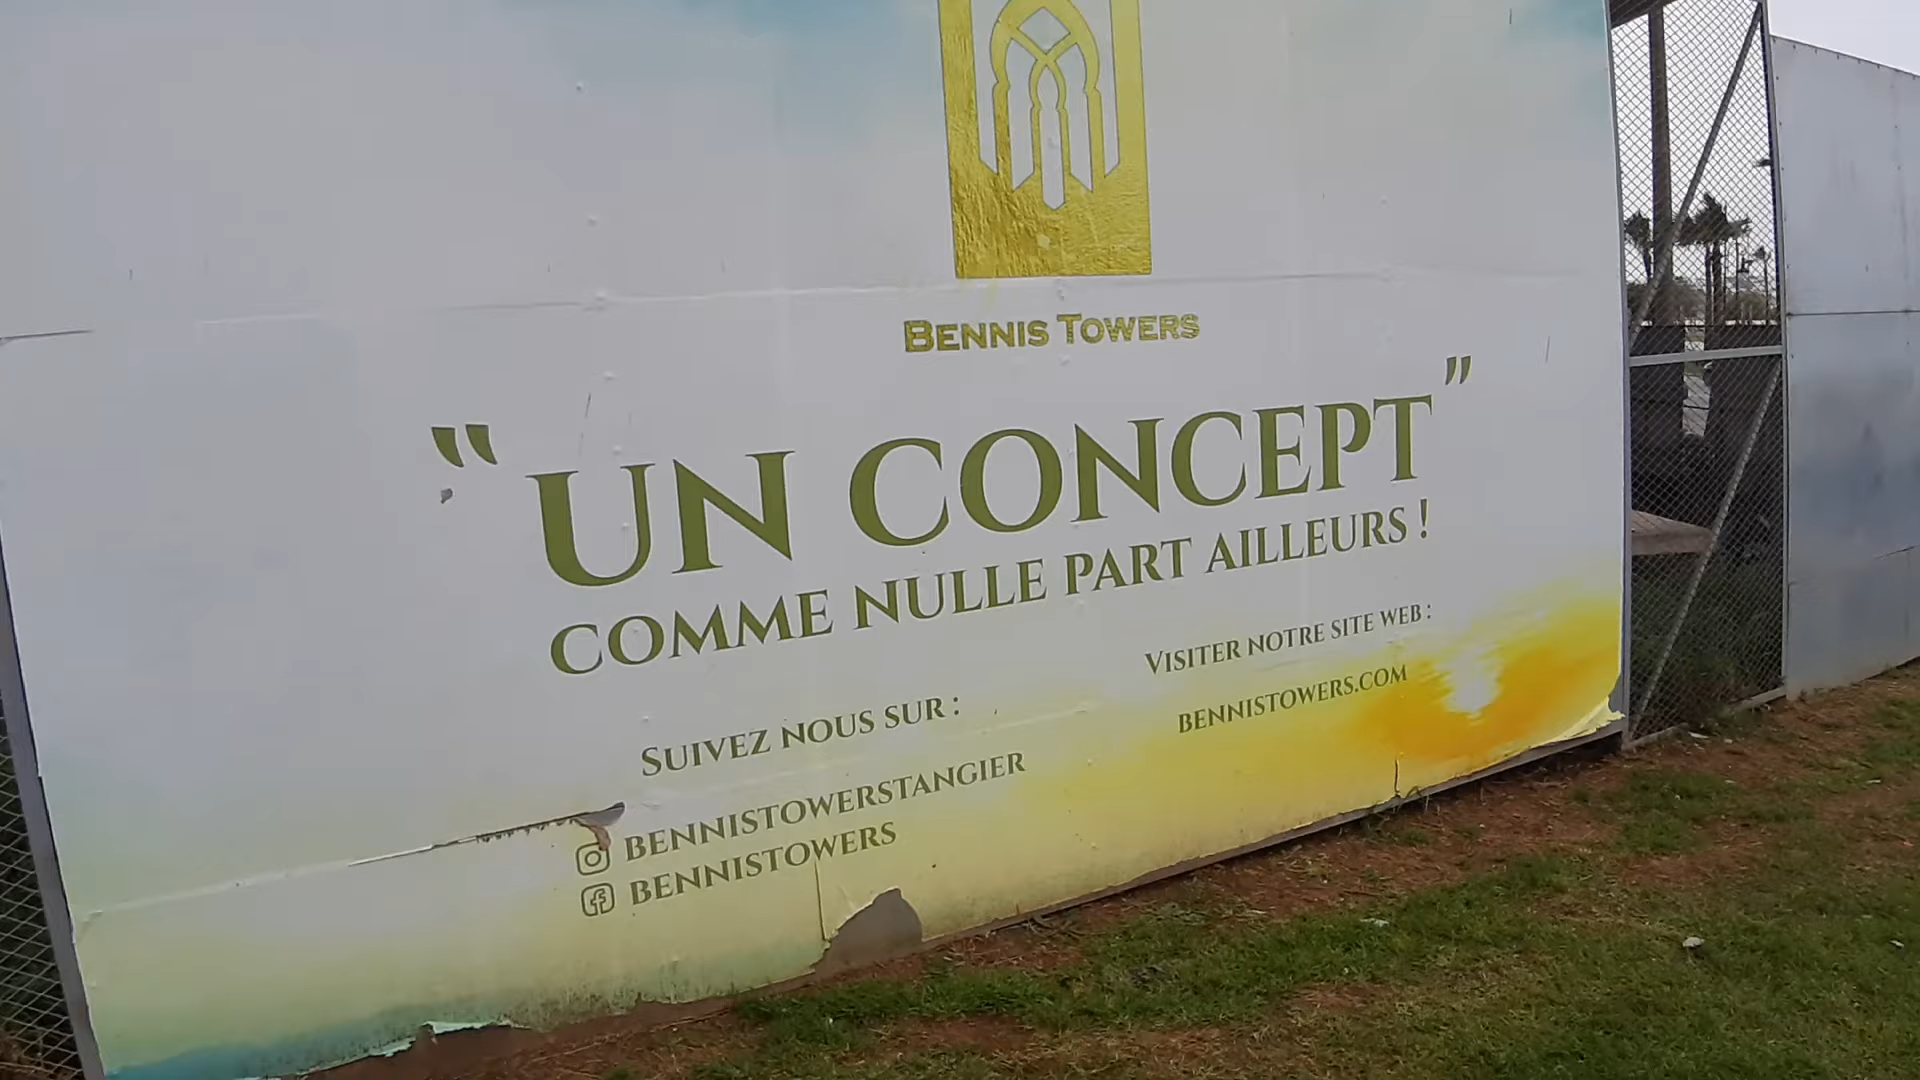 BENNIS TOWERS
"UN CONCEPT"
COMME NULLE PART AILLEURS !
SUIVEZ NOUS SUR :
BENNISTOWERSTANGIER
BENNISTOWERS
VISITER NOTRE SITE WEB :
BENNISTOWERS.COM